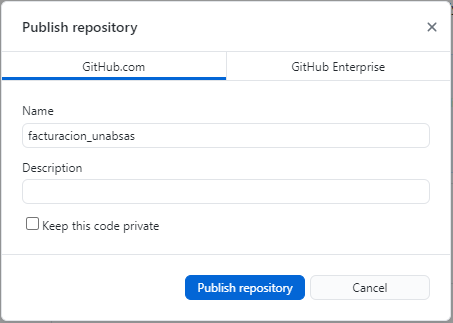 Publish repository
GitHub.com
GitHub Enterprise
Name
facturacion_unabsas
Description
Keep this code private
Publish repository
Cancel